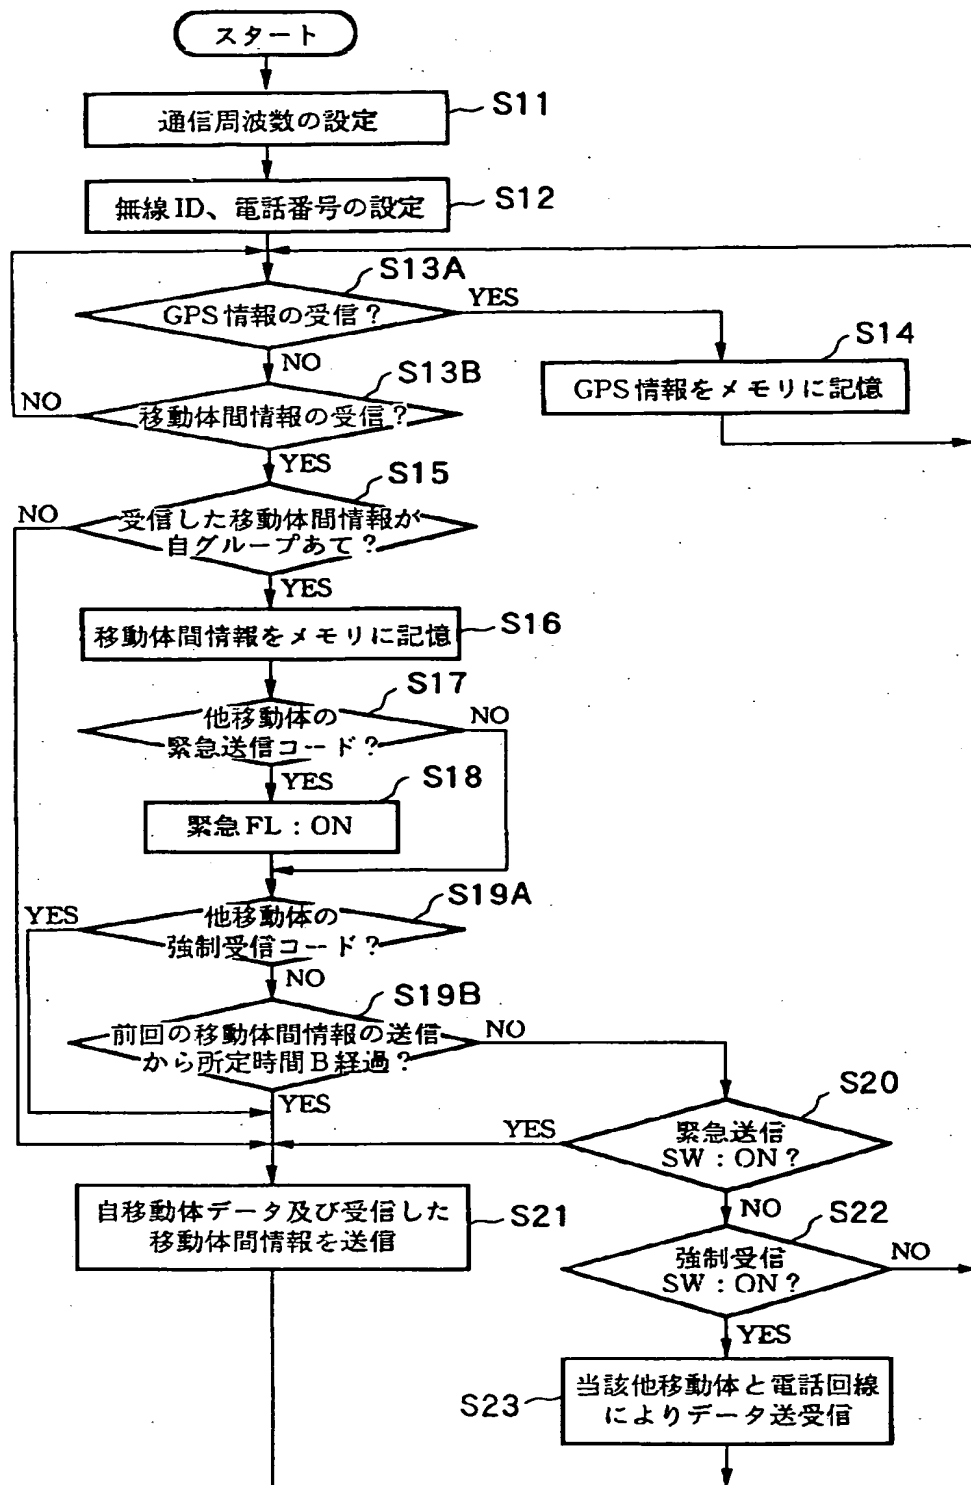 スタート
通信周波数の設定
S11
無線ID、電話番号の設定
S12
S13A
GPS情報の受信？
YES
NO
S14
GPS情報をメモリに記憶
S13B
NO
移動体間情報の受信？
YES
S15
NO
受信した移動体間情報が
自グループあて？
YES
移動体間情報をメモリに記憶
S16
S17
他移動体の
緊急送信コード？
NO
YES
S18
緊急FL：ON
S19A
YES
他移動体の
強制受信コード？
NO
S19B
前回の移動体間情報の送信
から所定時間B経過？
NO
YES
S20
YES
緊急送信
SW：ON？
NO
自移動体データ及び受信した
移動体間情報を送信
S21
S22
強制受信
SW：ON？
NO
YES
S23
当該他移動体と電話回線
によりデータ送受信